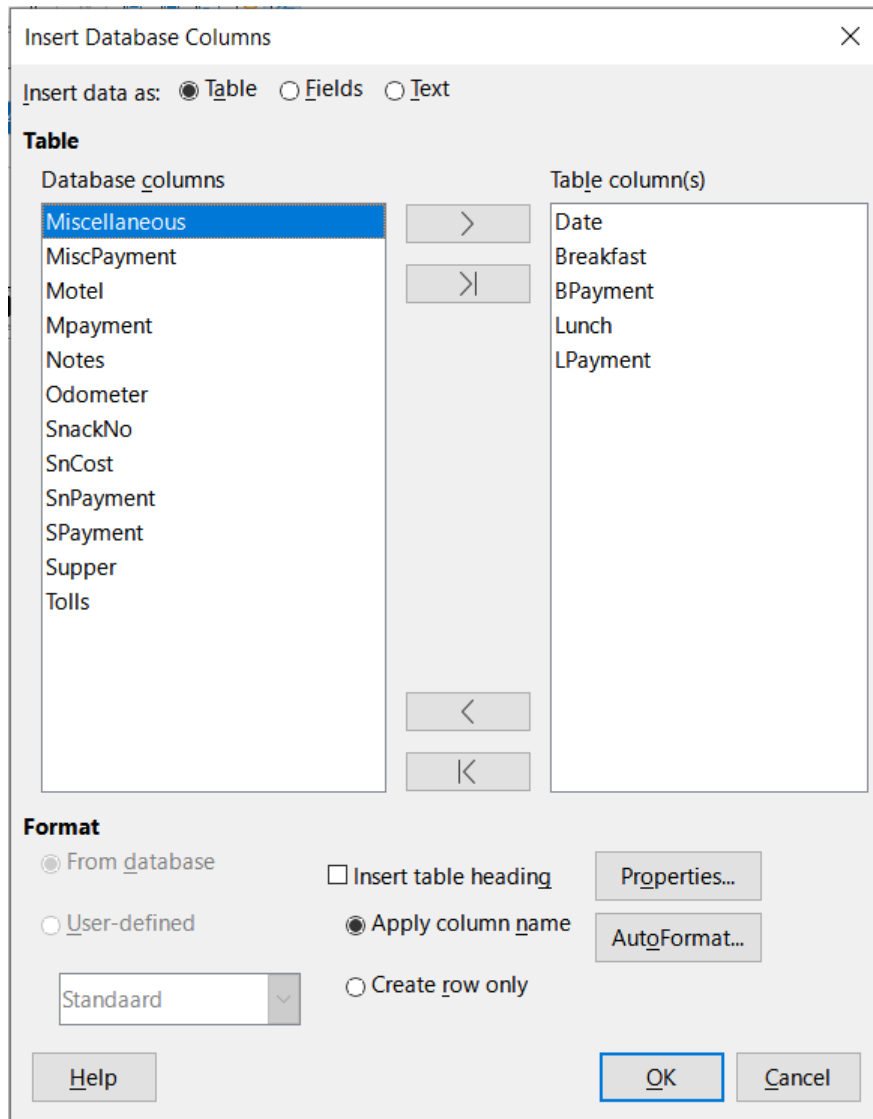 Insert Database Columns
Insert data as: Table Fields Text
Table
Database columns
Miscellaneous
MiscPayment
Motel
Mpayment
Notes
Odometer
SnackNo
SnCost
SnPayment
SPayment
Supper
Tolls
Table column(s)
Date
Breakfast
BPayment
Lunch
LPayment
Format
From database
User-defined
Standaard
Insert table heading
Apply column name
Create row only
Properties...
AutoFormat...
Help
OK
Cancel